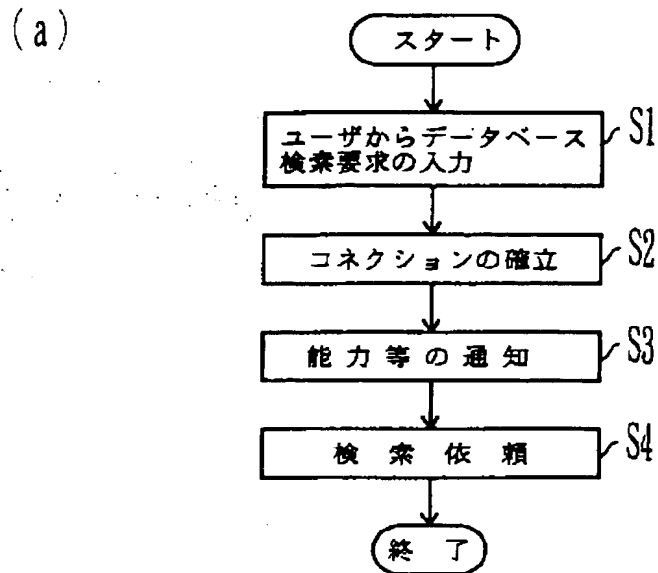 (a)
スタート
ユーザからデータベース
検索要求の入力
S1
コネクションの確立
S2
能力等の通知
S3
検索依頼
S4
終了